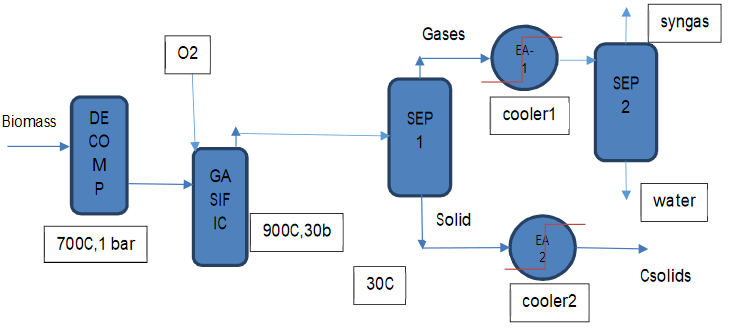 Biomass
DE
CO
M
P
700C,1 bar
O2
GA
SIF
IC
900C,30b
SEP
1
Gases
EA-
1
cooler1
SEP
2
syngas
water
Solid
EA
2
cooler2
30C
Csolids